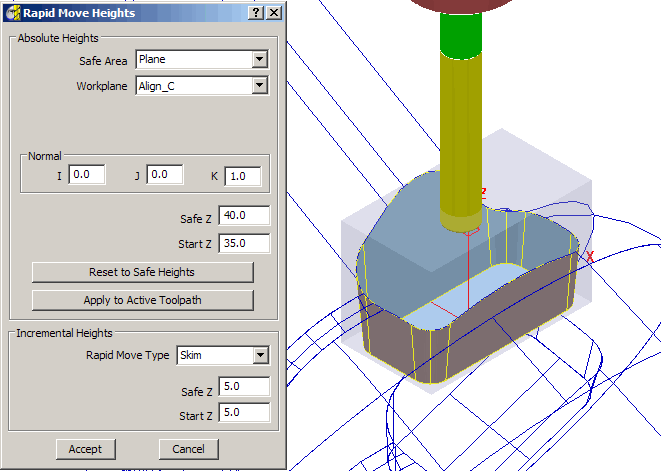 Rapid Move Heights
Absolute Heights
Safe Area Plane
Workplane Align_C
Normal
I 0.0 J 0.0 K 1.0
Safe Z 40.0
Start Z 35.0
Reset to Safe Heights
Apply to Active Toolpath
Incremental Heights
Rapid Move Type Skim
Safe Z 5.0
Start Z 5.0
Accept Cancel
Z
X